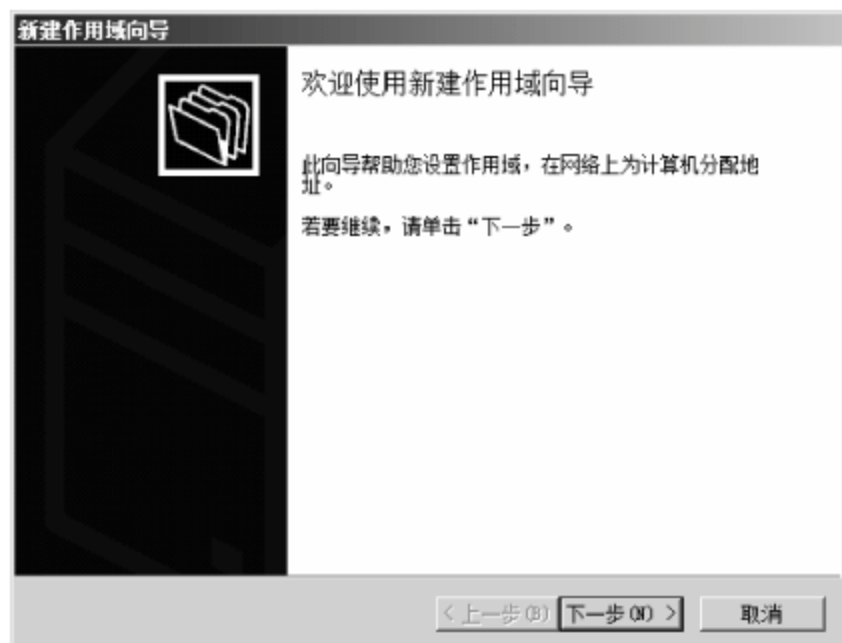 新建作用域向导
欢迎使用新建作用域向导
此向导帮助您设置作用域，在网络上为计算机分配地
址。
若要继续，请单击“下一步”。
< 上一步(B) 下一步(N) > 取消